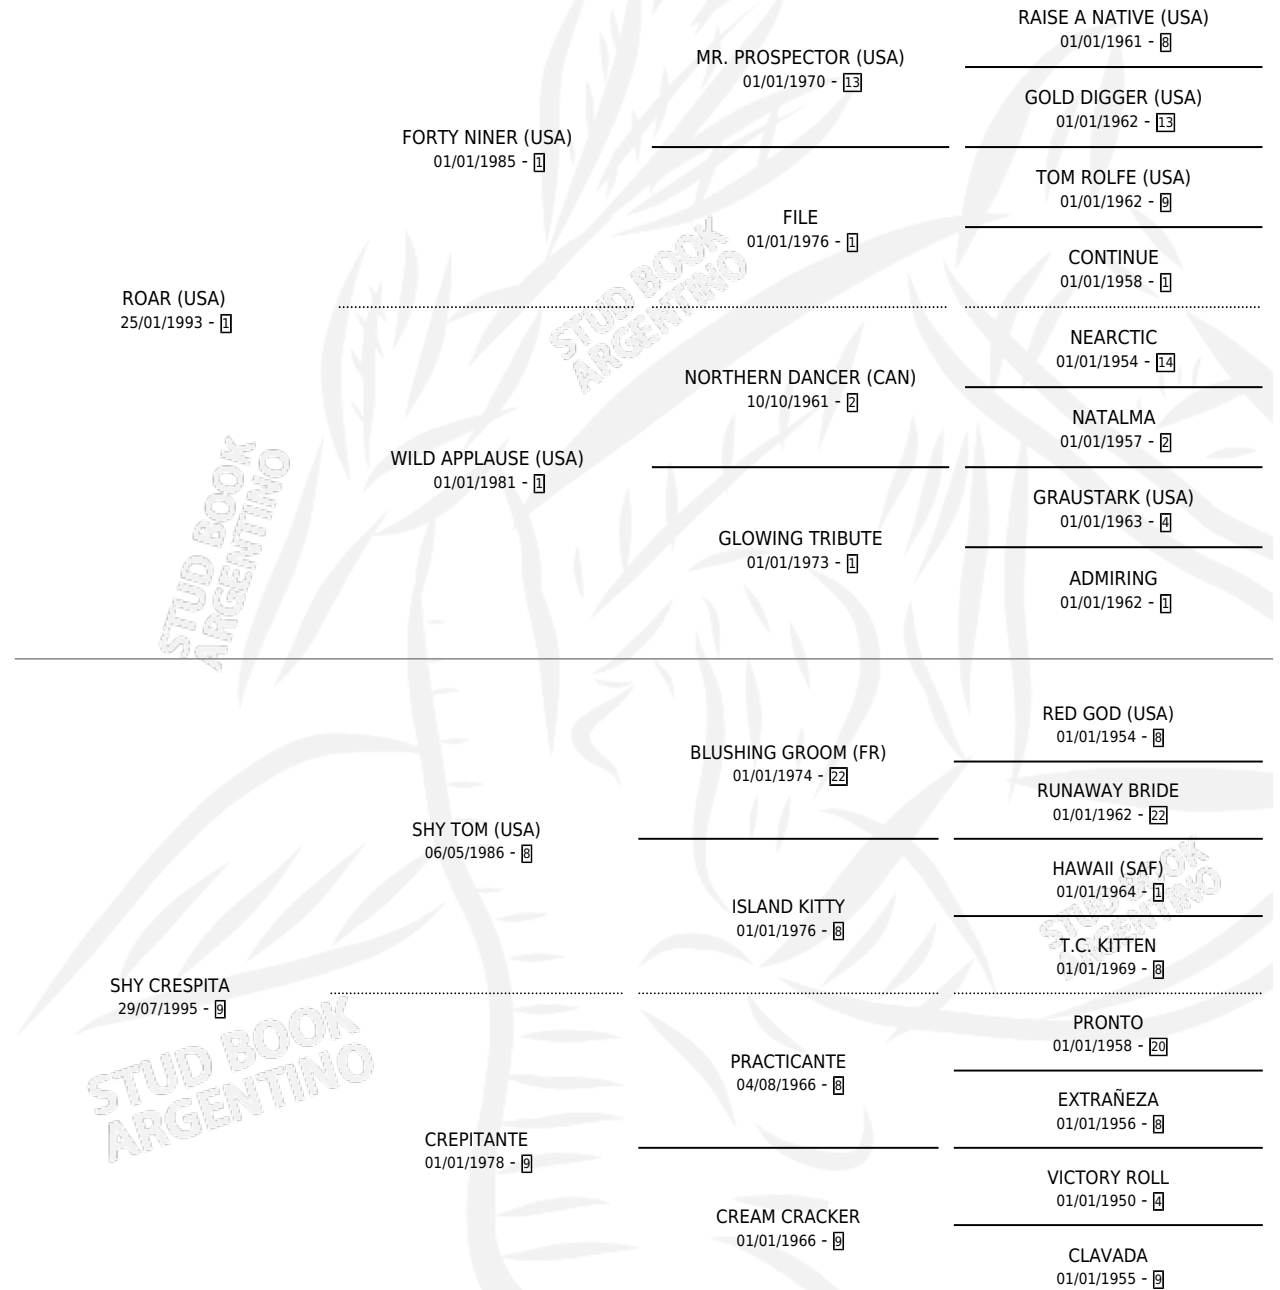 RAISE A NATIVE (USA)
01/01/1961 - 8
MR. PROSPECTOR (USA)
01/01/1970 - 13
GOLD DIGGER (USA)
01/01/1962 - 13
FORTY NINER (USA)
01/01/1985 - 1
TOM ROLFE (USA)
01/01/1962 - 9
FILE
01/01/1976 - 1
CONTINUE
01/01/1958 - 1
ROAR (USA)
25/01/1993 - 1
NEARCTIC
01/01/1954 - 14
NORTHERN DANCER (CAN)
10/10/1961 - 2
NATALMA
01/01/1957 - 2
WILD APPLAUSE (USA)
01/01/1981 - 1
GRAUSTARK (USA)
01/01/1963 - 4
GLOWING TRIBUTE
01/01/1973 - 1
ADMIRING
01/01/1962 - 1
RED GOD (USA)
01/01/1954 - 8
BLUSHING GROOM (FR)
01/01/1974 - 22
RUNAWAY BRIDE
01/01/1962 - 22
SHY TOM (USA)
06/05/1986 - 8
HAWAII (SAF)
01/01/1964 - 1
ISLAND KITTY
01/01/1976 - 8
T.C. KITTEN
01/01/1969 - 8
SHY CRESPITA
29/07/1995 - 9
PRONTO
01/01/1958 - 20
PRACTICANTE
04/08/1966 - 8
EXTRAÑEZA
01/01/1956 - 8
CREPITANTE
01/01/1978 - 9
VICTORY ROLL
01/01/1950 - 4
CREAM CRACKER
01/01/1966 - 9
CLAVADA
01/01/1955 - 9
STUD BOOK
ARGENTINO
STUD BOOK
ARGENTINO
STUD BOOK
ARGENTINO
STUD BOOK
ARGENTINO